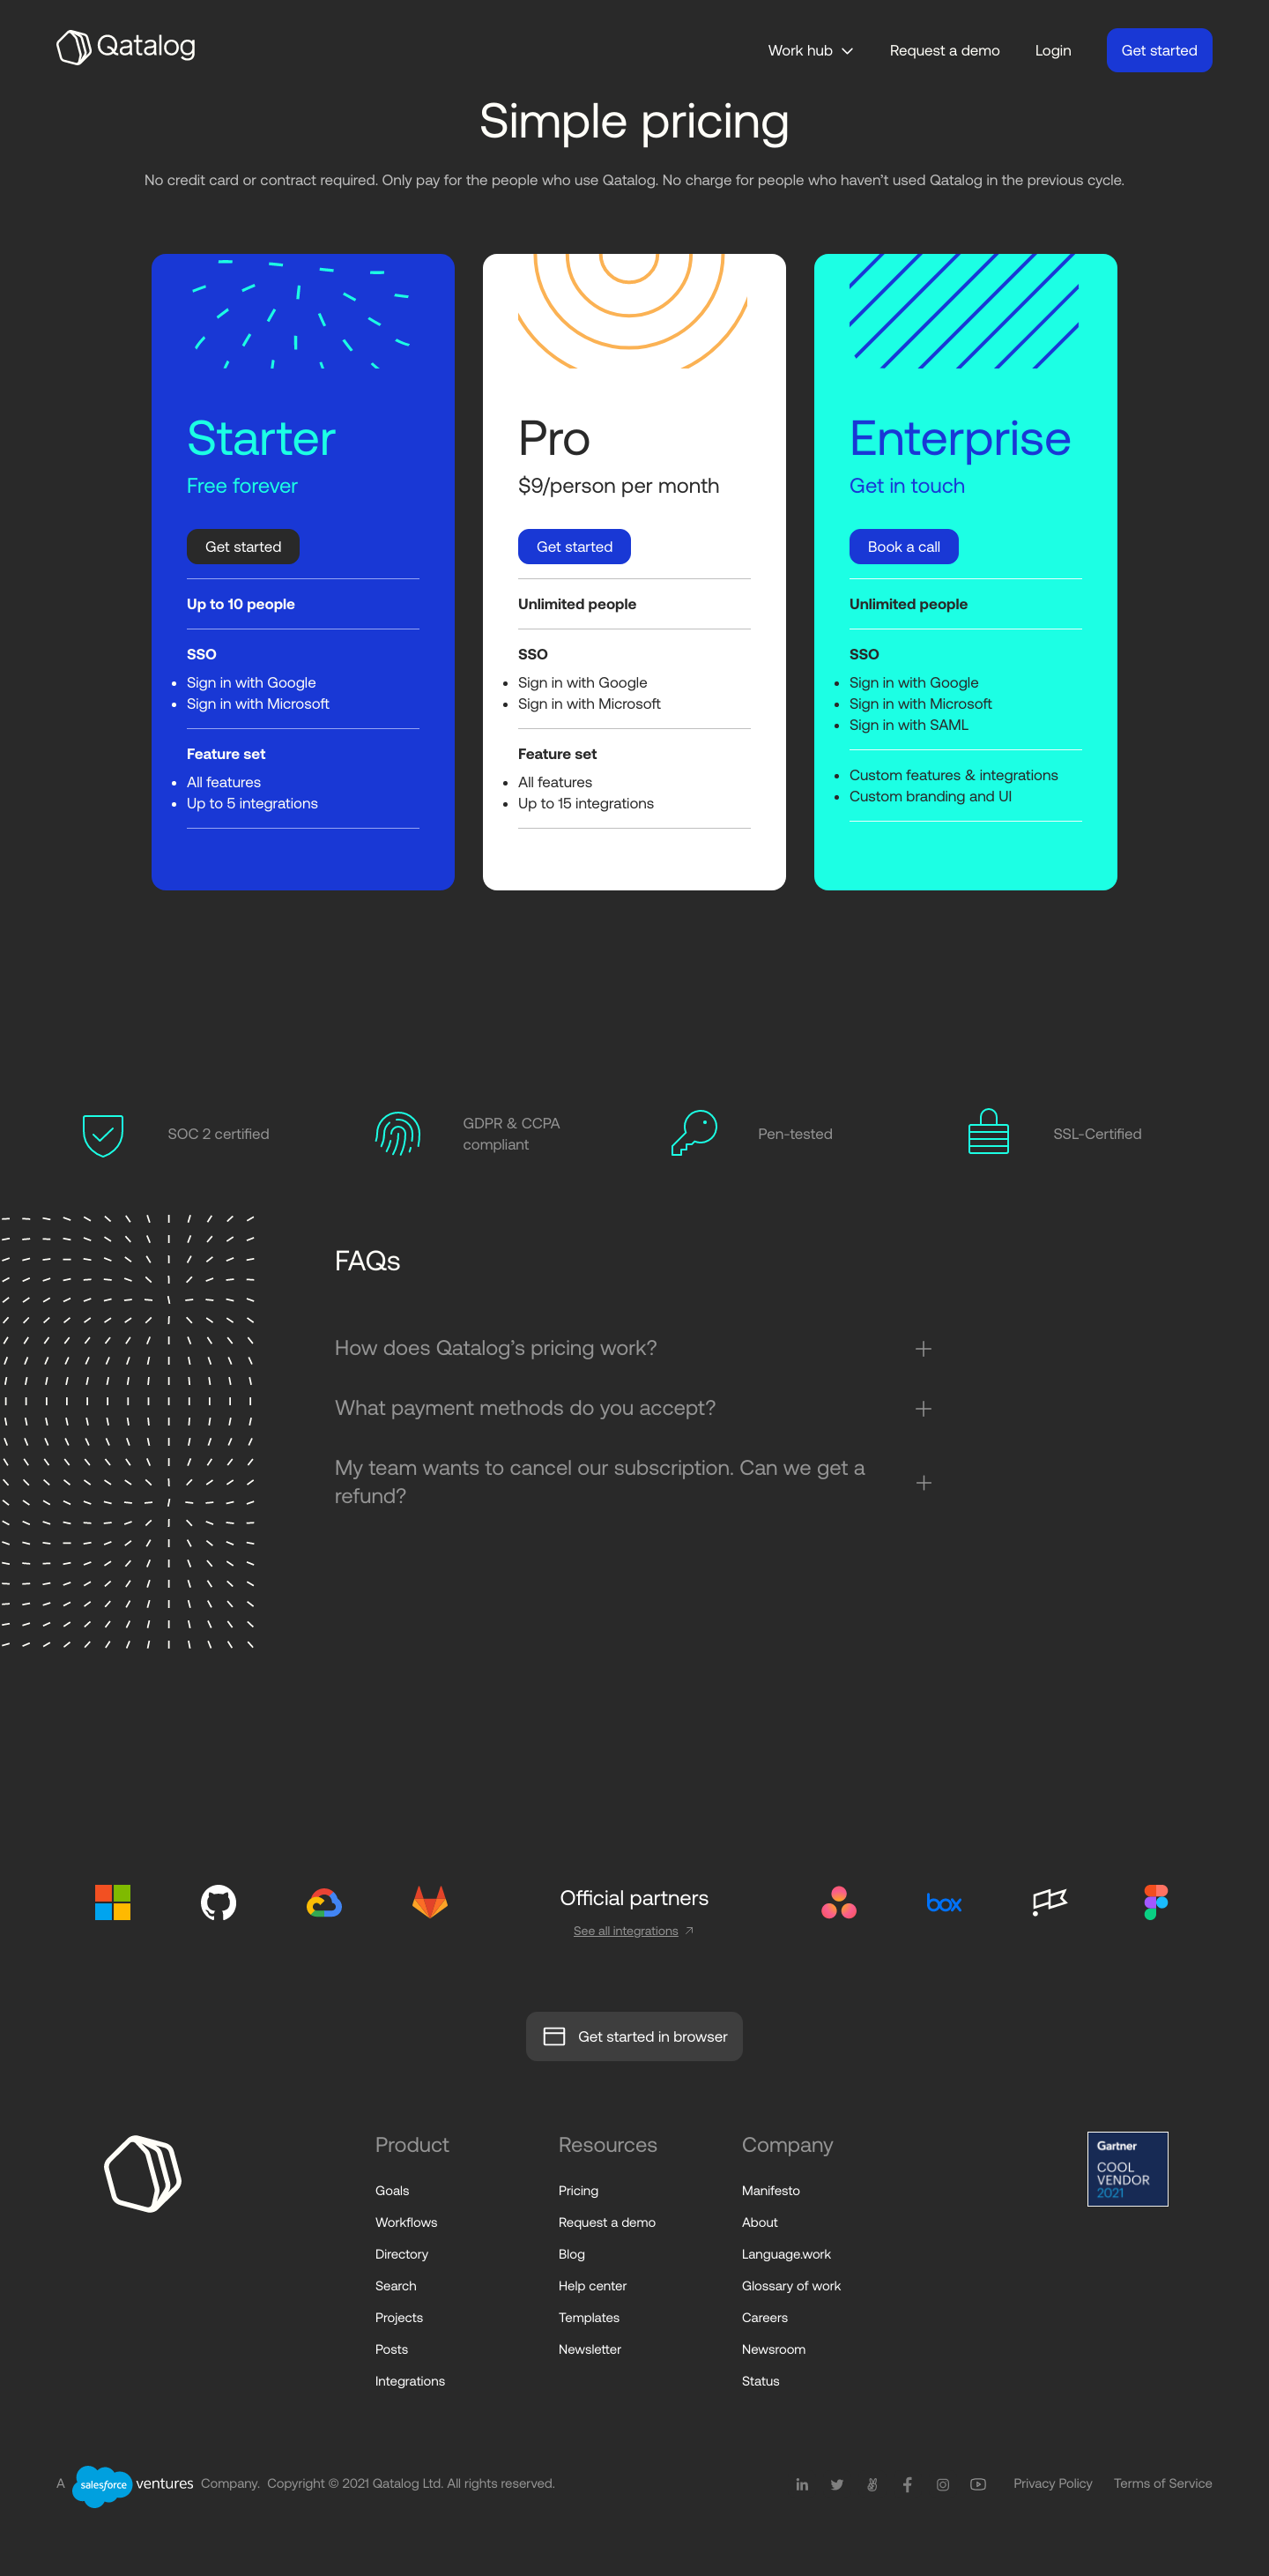 Qatalog
Work hub
Request a demo
Login
Get started
Simple pricing
No credit card or contract required. Only pay for the people who use Qatalog. No charge for people who haven’t used Qatalog in the previous cycle.
Starter
Free forever
Get started
Up to 10 people
SSO
Sign in with Google
Sign in with Microsoft
Feature set
All features
Up to 5 integrations
Pro
$9/person per month
Get started
Unlimited people
SSO
Sign in with Google
Sign in with Microsoft
Feature set
All features
Up to 15 integrations
Enterprise
Get in touch
Book a call
Unlimited people
SSO
Sign in with Google
Sign in with Microsoft
Sign in with SAML
Custom features & integrations
Custom branding and UI
SOC 2 certified
GDPR & CCPA
compliant
Pen-tested
SSL-Certified
FAQs
How does Qatalog’s pricing work?
What payment methods do you accept?
My team wants to cancel our subscription. Can we get a
refund?
Official partners
See all integrations
box
Get started in browser
Product
Goals
Workflows
Directory
Search
Projects
Posts
Integrations
Resources
Pricing
Request a demo
Blog
Help center
Templates
Newsletter
Company
Manifesto
About
Language.work
Glossary of work
Careers
Newsroom
Status
Gartner
COOL
VENDOR
2021
A salesforce ventures Company. Copyright © 2021 Qatalog Ltd. All rights reserved.
Privacy Policy
Terms of Service